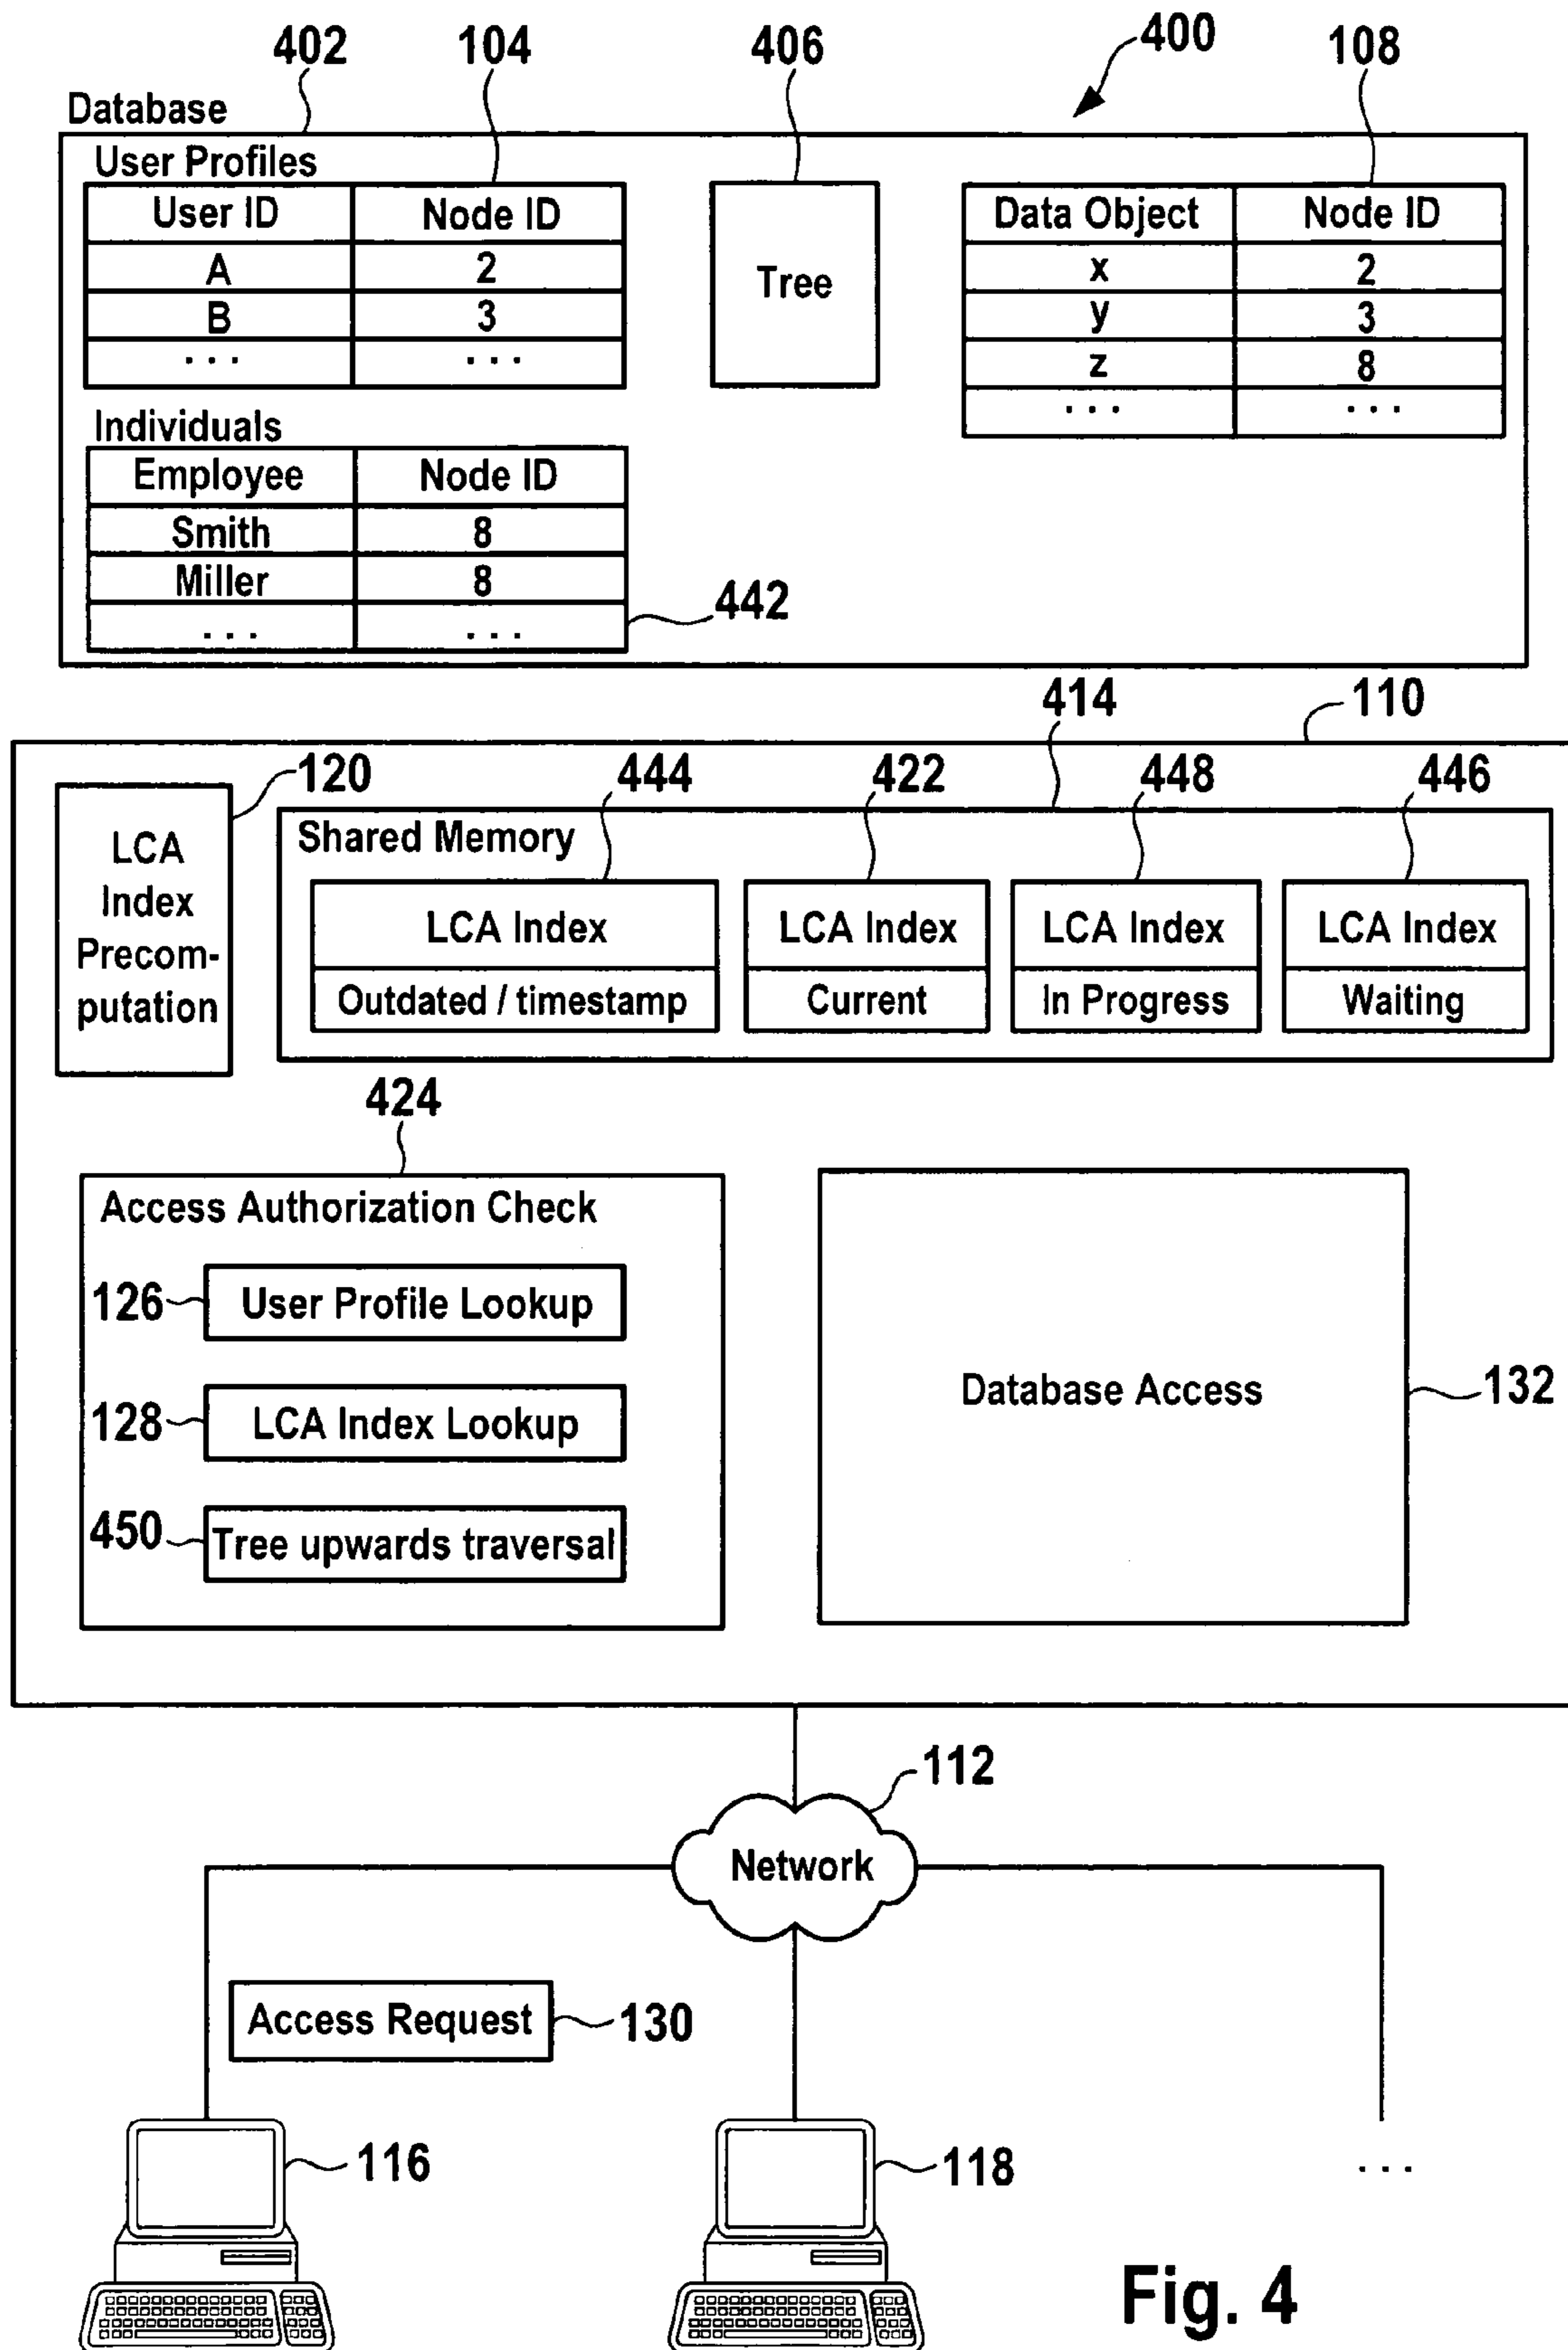 402 104 406 400 108
Database
User Profiles
User ID Node ID
A 2
B 3
. . . . . .
Tree
Data Object Node ID
x 2
y 3
z 8
. . . . . .
Individuals
Employee Node ID
Smith 8
Miller 8
. . . . . .
442
414 110
120 444 422 448 446
LCA
Index
Precom-
putation
Shared Memory
LCA Index LCA Index LCA Index LCA Index
Outdated / timestamp Current In Progress Waiting
424
Access Authorization Check
126 User Profile Lookup
128 LCA Index Lookup
450 Tree upwards traversal
Database Access 132
112
Network
Access Request 130
116 118 . . .
Fig. 4